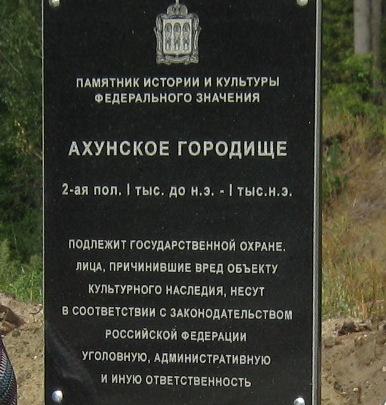 ПАМЯТНИК ИСТОРИИ И КУЛЬТУРЫ
ФЕДЕРАЛЬНОГО ЗНАЧЕНИЯ
АХУНСКОЕ ГОРОДИЩЕ
2-ая пол. I тыс. до н.э. - I тыс.н.э.
ПОДЛЕЖИТ ГОСУДАРСТВЕННОЙ ОХРАНЕ.
ЛИЦА, ПРИЧИНИВШИЕ ВРЕД ОБЪЕКТУ
КУЛЬТУРНОГО НАСЛЕДИЯ, НЕСУТ
В СООТВЕТСТВИИ С ЗАКОНОДАТЕЛЬСТВОМ
РОССИЙСКОЙ ФЕДЕРАЦИИ
УГОЛОВНУЮ, АДМИНИСТРАТИВНУЮ
И ИНУЮ ОТВЕТСТВЕННОСТЬ